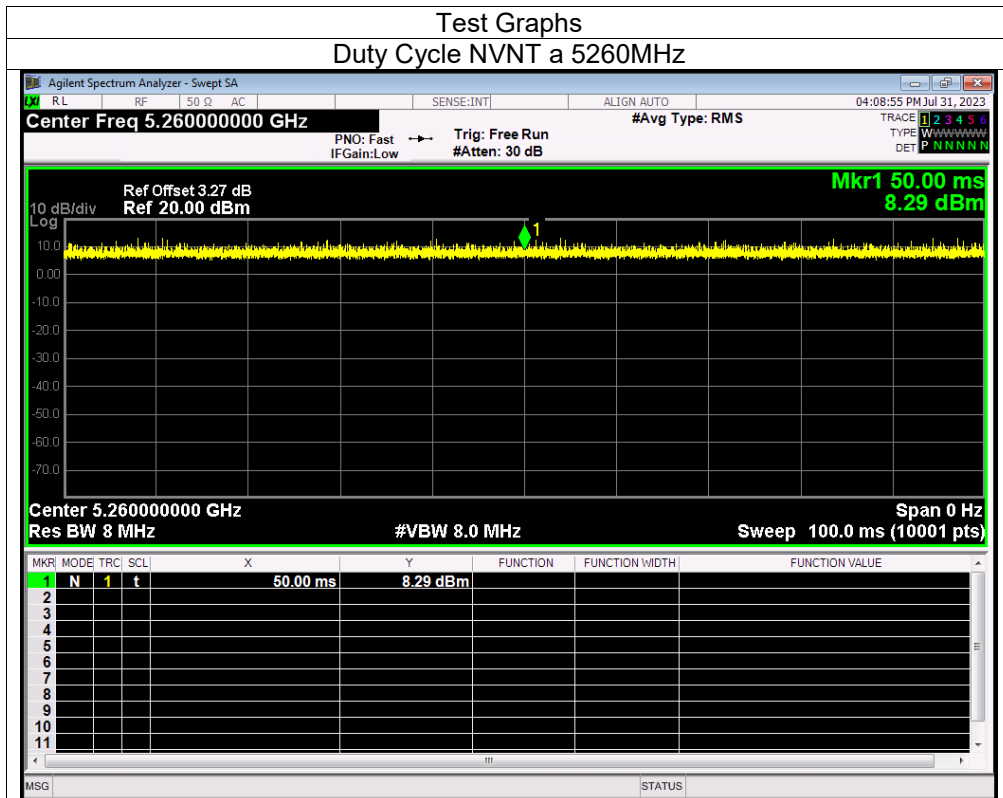 Test Graphs
Duty Cycle NVNT a 5260MHz
Agilent Spectrum Analyzer - Swept SA
LXI RL RF 50 Ω AC SENSE:INT ALIGN AUTO 04:08:55 PM Jul 31, 2023
Center Freq 5.260000000 GHz #Avg Type: RMS TRACE 1 2 3 4 5 6
PNO: Fast Trig: Free Run TYPE WWWWWW
IFGain:Low #Atten: 30 dB DET P N N N N N
Mkr1 50.00 ms
Ref Offset 3.27 dB
10 dB/div Ref 20.00 dBm 8.29 dBm
Log
1
10.0
0.00
-10.0
-20.0
-30.0
-40.0
-50.0
-60.0
-70.0
Center 5.260000000 GHz Span 0 Hz
Res BW 8 MHz #VBW 8.0 MHz Sweep 100.0 ms (10001 pts)
MKR MODE TRC SCL X Y FUNCTION FUNCTION WIDTH FUNCTION VALUE
1 N 1 t 50.00 ms 8.29 dBm
2
3
4
5
6
7
8
9
10
11
MSG STATUS